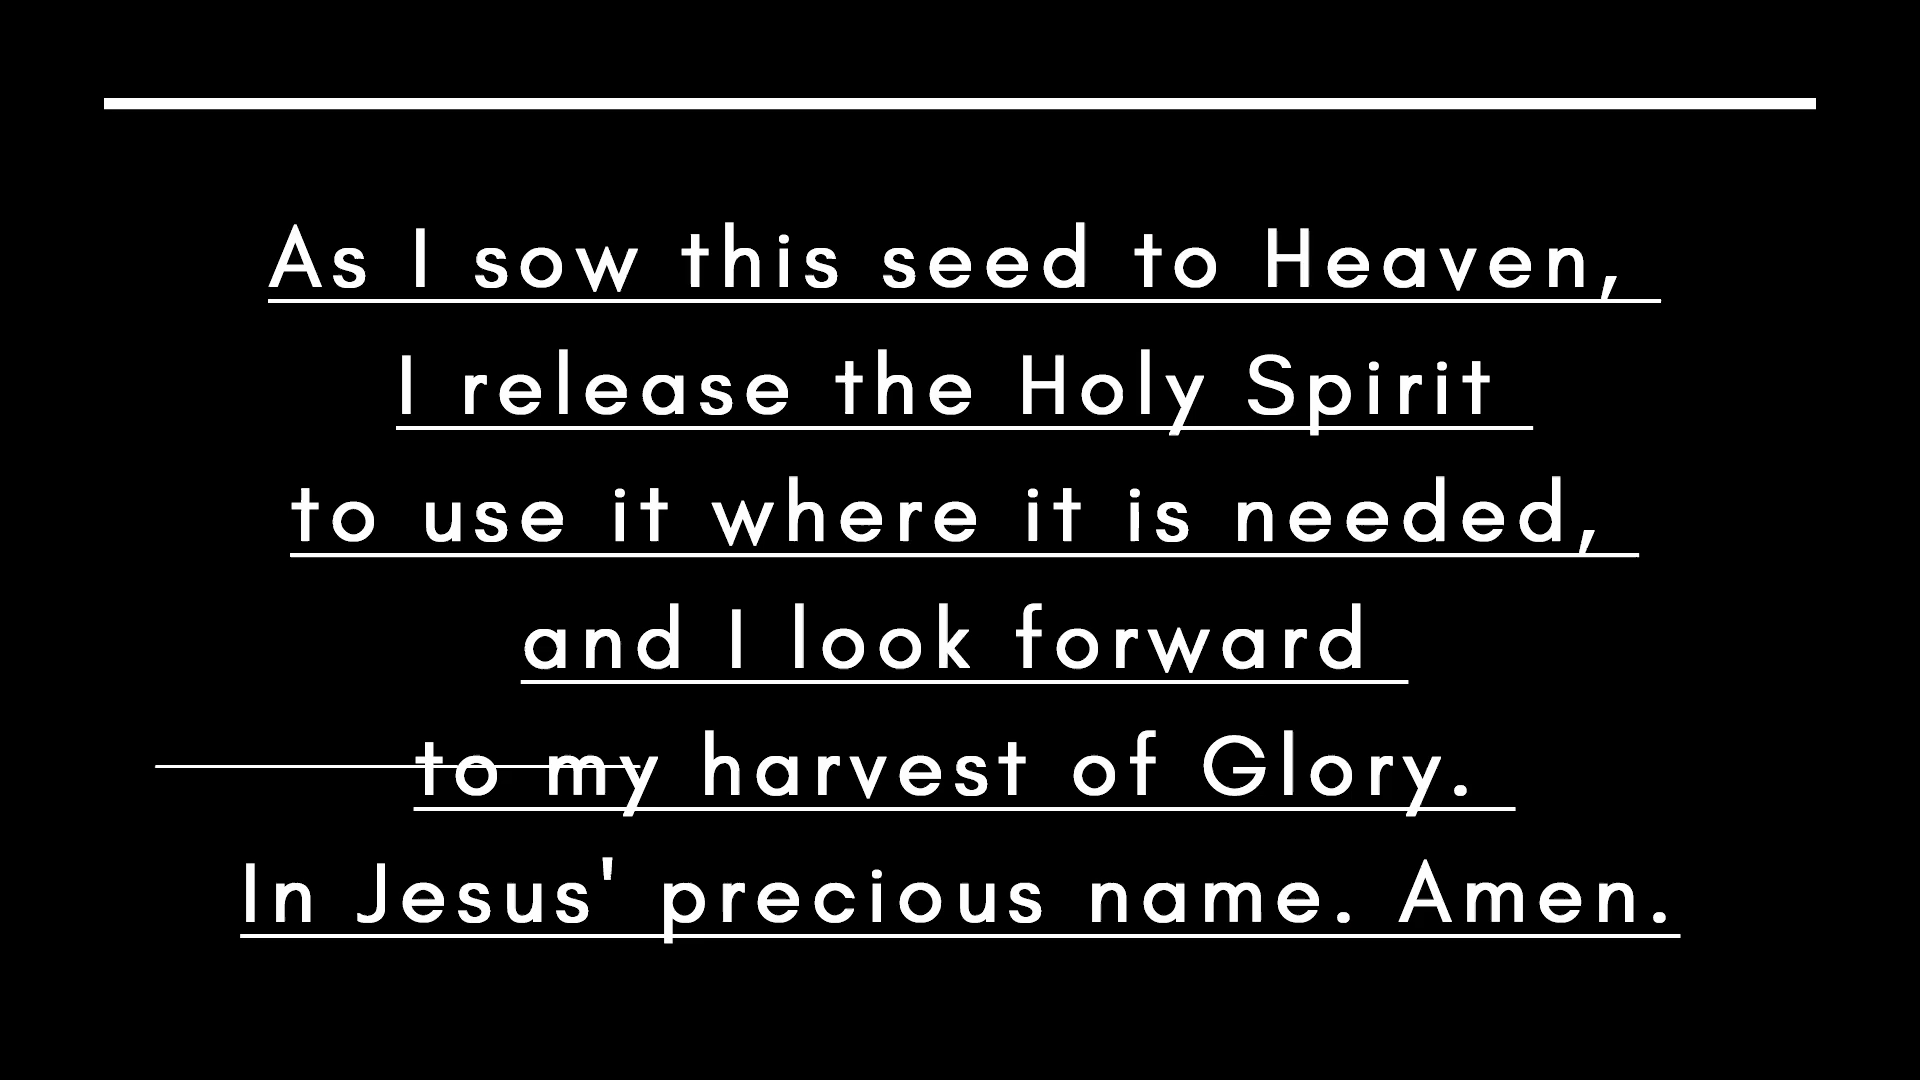 As I sow this seed to Heaven,
I release the Holy Spirit
to use it where it is needed,
and I look forward
to my harvest of Glory.
In Jesus' precious name. Amen.